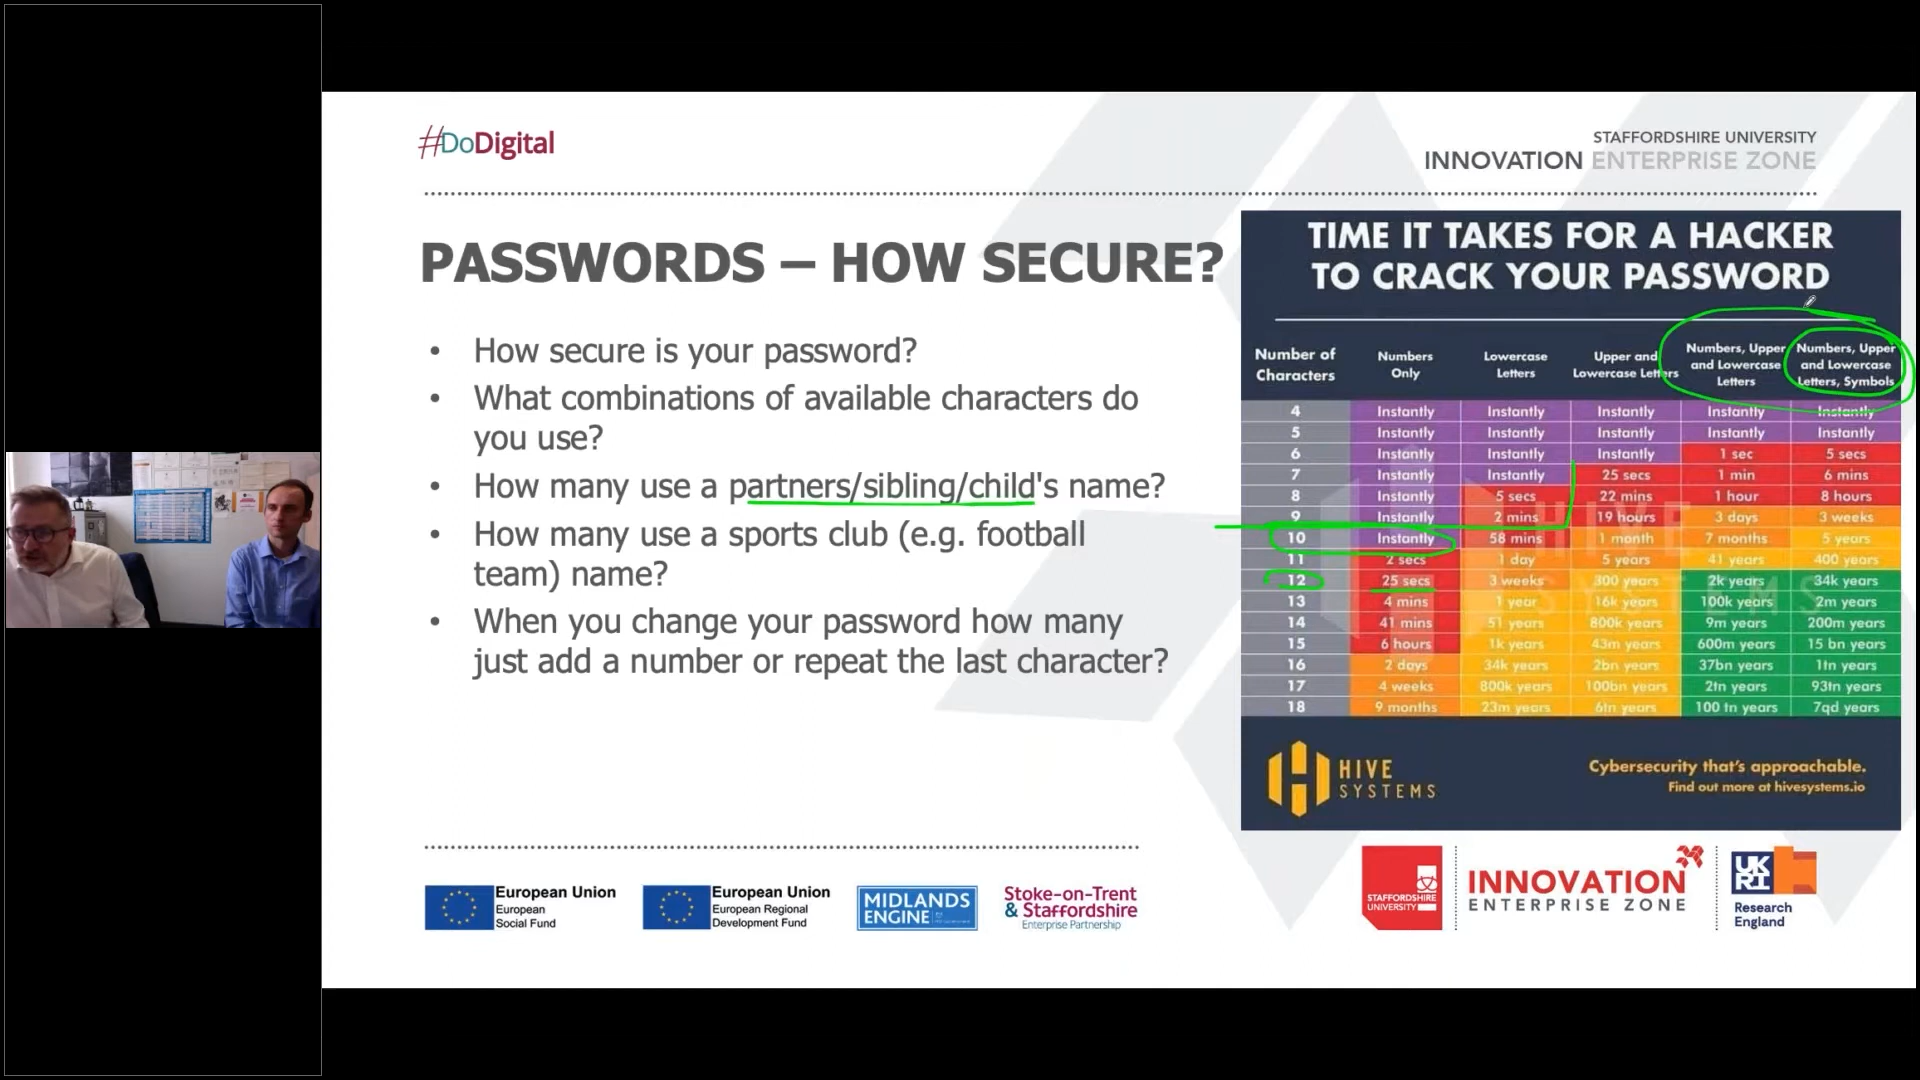 #DoDigital
STAFFORDSHIRE UNIVERSITY
INNOVATION ENTERPRISE ZONE
PASSWORDS – HOW SECURE?
• How secure is your password?
• What combinations of available characters do
you use?
• How many use a partners/sibling/child's name?
• How many use a sports club (e.g. football
team) name?
• When you change your password how many
just add a number or repeat the last character?
TIME IT TAKES FOR A HACKER
TO CRACK YOUR PASSWORD
Number of Characters Numbers Only Lowercase Letters Upper and Lowercase Letters Numbers, Upper and Lowercase Letters Numbers, Upper and Lowercase Letters, Symbols
4 Instantly Instantly Instantly Instantly Instantly
5 Instantly Instantly Instantly Instantly Instantly
6 Instantly Instantly Instantly 1 sec 5 secs
7 Instantly Instantly 25 secs 1 min 6 mins
8 Instantly 5 secs 22 mins 1 hour 8 hours
9 Instantly 2 mins 19 hours 3 days 3 weeks
10 Instantly 58 mins 1 month 7 months 5 years
11 2 secs 1 day 5 years 41 years 400 years
12 25 secs 3 weeks 300 years 2k years 34k years
13 4 mins 1 year 16k years 100k years 2m years
14 41 mins 51 years 800k years 9m years 200m years
15 6 hours 1k years 43m years 600m years 15 bn years
16 2 days 34k years 2bn years 37bn years 1tn years
17 4 weeks 800k years 100bn years 2tn years 93tn years
18 9 months 23m years 6tn years 100 tn years 7qd years
HIVE
SYSTEMS
Cybersecurity that's approachable.
Find out more at hivesystems.io
European Union
European
Social Fund
European Union
European Regional
Development Fund
MIDLANDS
ENGINE
Stoke-on-Trent
& Staffordshire
Enterprise Partnership
STAFFORDSHIRE
UNIVERSITY
INNOVATION
ENTERPRISE ZONE
UK
RI
Research
England